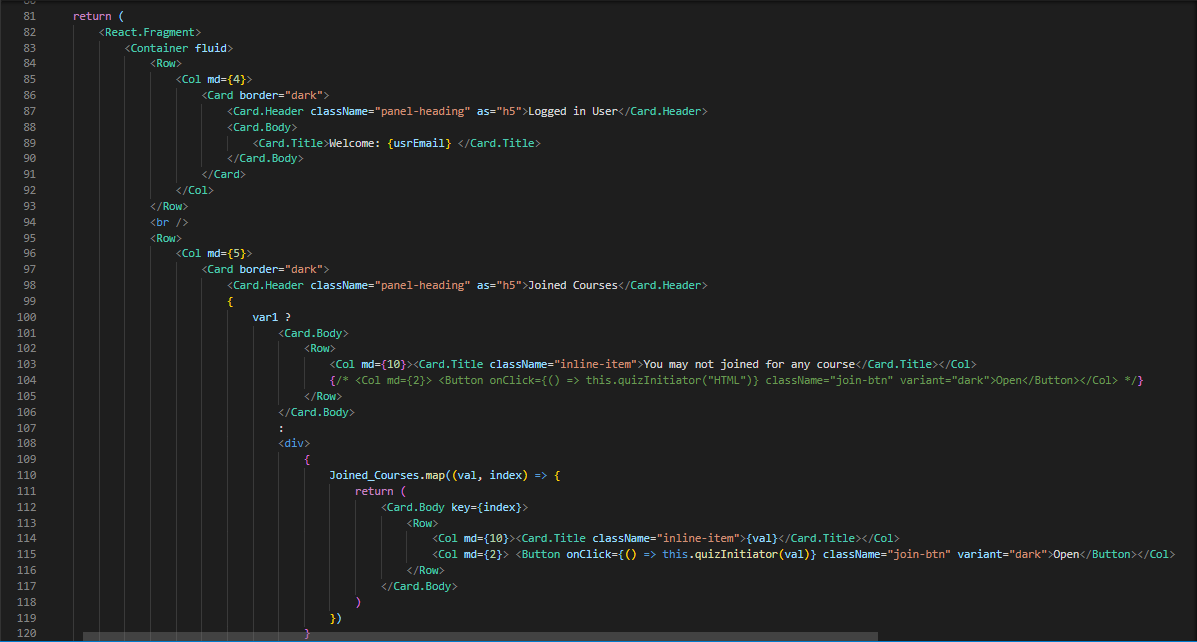 81 return (
82 <React.Fragment>
83 <Container fluid>
84 <Row>
85 <Col md={4}>
86 <Card border="dark">
87 <Card.Header className="panel-heading" as="h5">Logged in User</Card.Header>
88 <Card.Body>
89 <Card.Title>Welcome: {usrEmail} </Card.Title>
90 </Card.Body>
91 </Card>
92 </Col>
93 </Row>
94 <br />
95 <Row>
96 <Col md={5}>
97 <Card border="dark">
98 <Card.Header className="panel-heading" as="h5">Joined Courses</Card.Header>
99 {
100 var1 ?
101 <Card.Body>
102 <Row>
103 <Col md={10}><Card.Title className="inline-item">You may not joined for any course</Card.Title></Col>
104 {/* <Col md={2}> <Button onClick={() => this.quizInitiator("HTML")} className="join-btn" variant="dark">Open</Button></Col> */}
105 </Row>
106 </Card.Body>
107 :
108 <div>
109 {
110 Joined_Courses.map((val, index) => {
111 return (
112 <Card.Body key={index}>
113 <Row>
114 <Col md={10}><Card.Title className="inline-item">{val}</Card.Title></Col>
115 <Col md={2}> <Button onClick={() => this.quizInitiator(val)} className="join-btn" variant="dark">Open</Button></Col>
116 </Row>
117 </Card.Body>
118 )
119 })
120 }